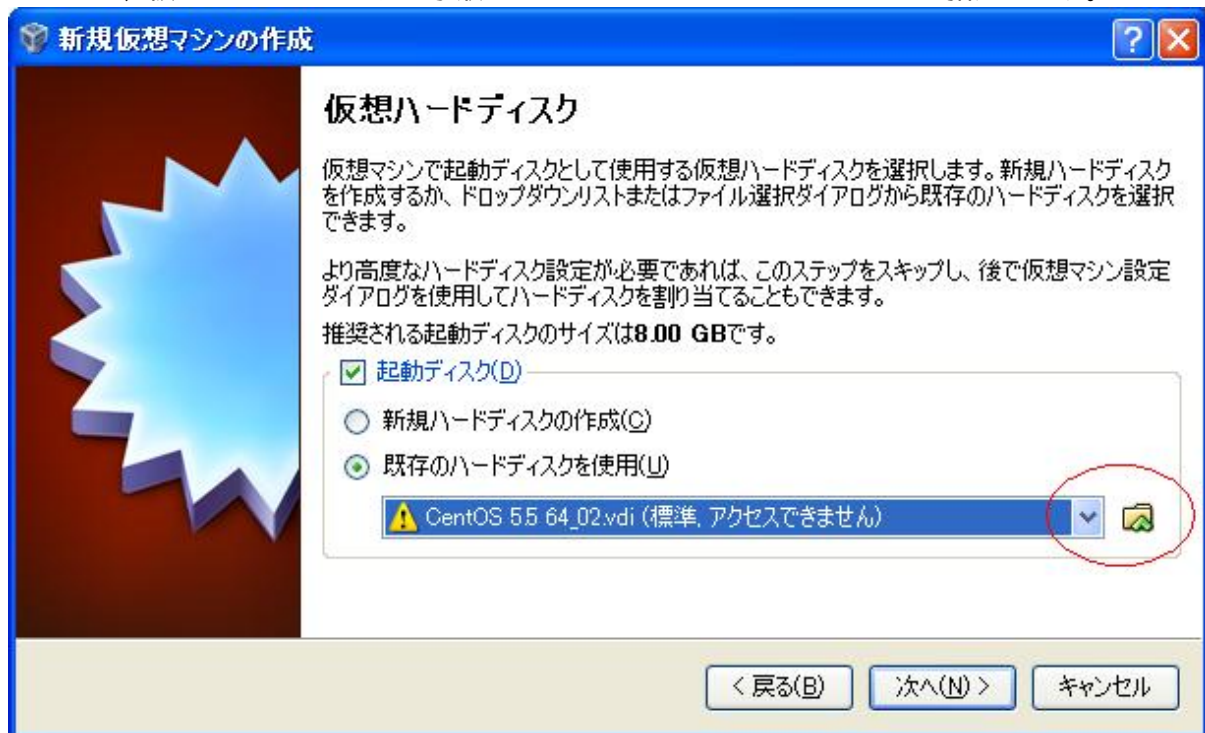 新規仮想マシンの作成
仮想ハードディスク
仮想マシンで起動ディスクとして使用する仮想ハードディスクを選択します。新規ハードディスク
を作成するか、ドロップダウンリストまたはファイル選択ダイアログから既存のハードディスクを選択
できます。
より高度なハードディスク設定が必要であれば、このステップをスキップし、後で仮想マシン設定
ダイアログを使用してハードディスクを割り当てることもできます。
推奨される起動ディスクのサイズは8.00 GBです。
起動ディスク(D)
新規ハードディスクの作成(C)
既存のハードディスクを使用(U)
CentOS 5.5 64_02.vdi (標準, アクセスできません)
< 戻る(B) 次へ(N) > キャンセル